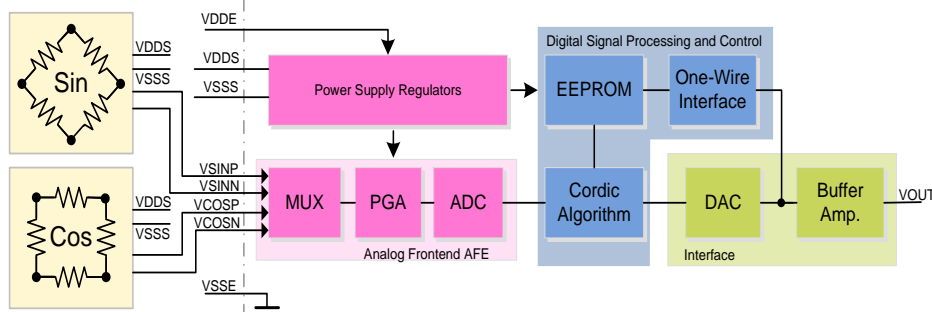 VDDE
Digital Signal Processing and Control
VDDS
VSSS
Sin
VDDS
VSSS
Power Supply Regulators
EEPROM
One-Wire
Interface
VSINP
VSINN
VCOSP
VCOSN
MUX
PGA
ADC
Analog Frontend AFE
Cordic
Algorithm
DAC
Buffer
Amp.
VOUT
Interface
VDDS
VSSS
Cos
VSSE